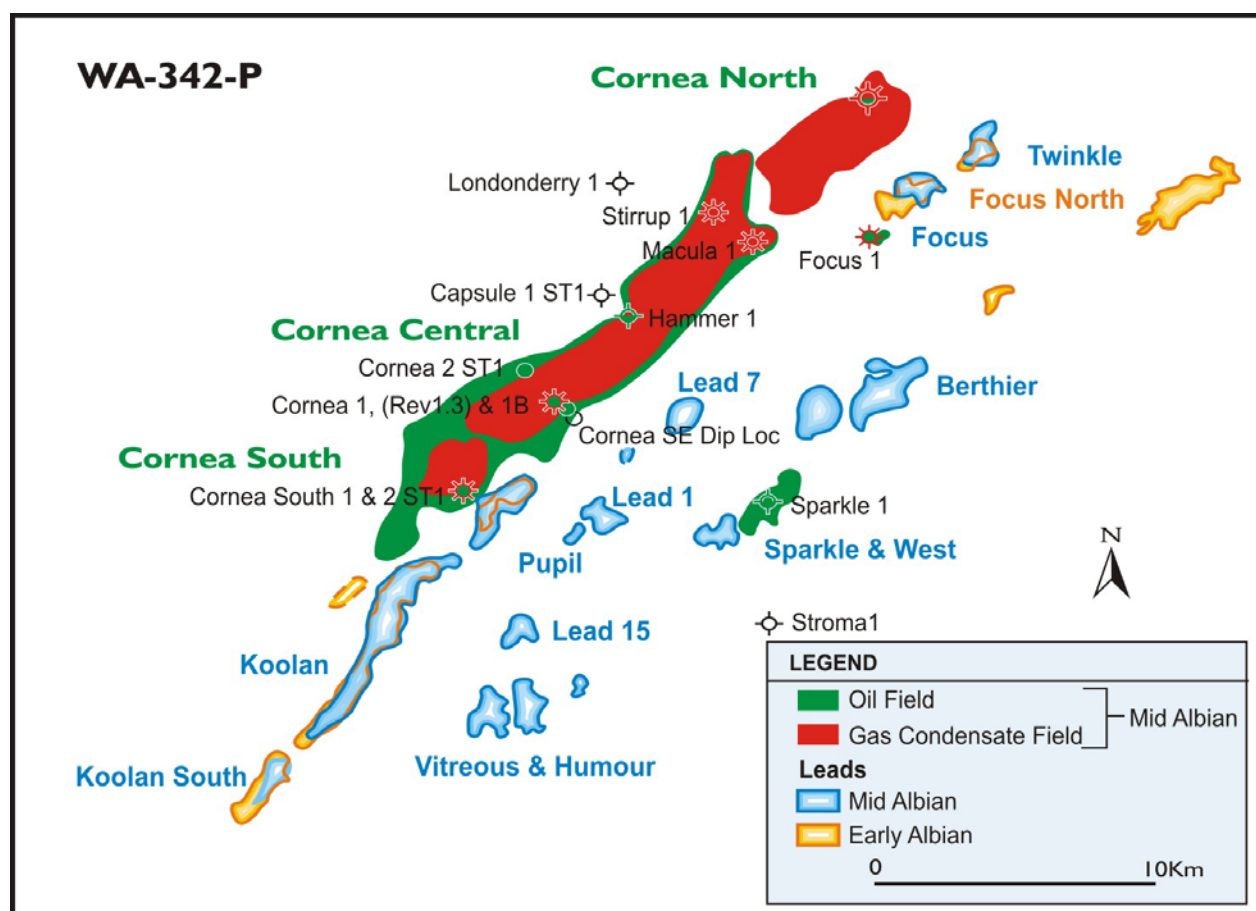 WA-342-P
Cornea North
Twinkle
Londonderry 1
Focus North
Stirrup 1
Focus
Macula 1
Focus 1
Capsule 1 ST1
Hammer 1
Cornea Central
Cornea 2 ST1
Lead 7
Berthier
Cornea 1, (Rev1.3) & 1B
Cornea SE Dip Loc
Cornea South
Cornea South 1 & 2 ST1
Lead 1
Sparkle 1
Pupil
Sparkle & West
N
Stroma1
Lead 15
Koolan
Vitreous & Humour
Koolan South
LEGEND
Oil Field
Gas Condensate Field
Mid Albian
Leads
Mid Albian
Early Albian
0 10Km